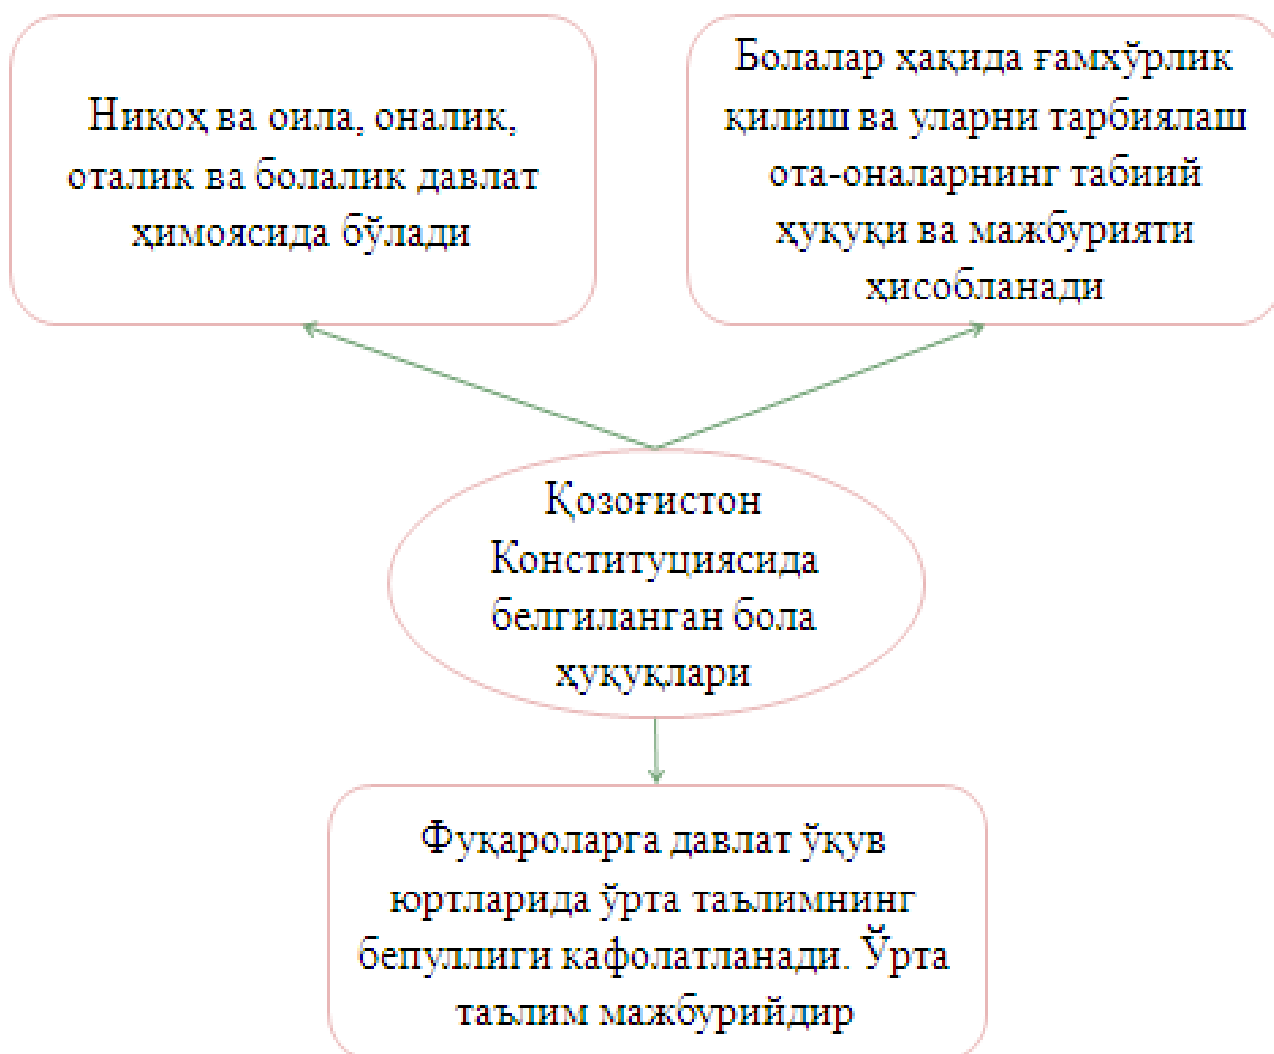 Никоҳ ва оила, оналик,
оталик ва болалик давлат
ҳимоясида бўлади
Болалар ҳақида ғамхўрлик
қилиш ва уларни тарбиялаш
ота-оналарнинг табиий
ҳуқуқи ва мажбурияти
ҳисобланади
Қозоғистон
Конституциясида
белгиланган бола
ҳуқуқлари
Фуқароларга давлат ўқув
юртларида ўрта таълимнинг
бепуллиги кафолатланади. Ўрта
таълим мажбурийдир